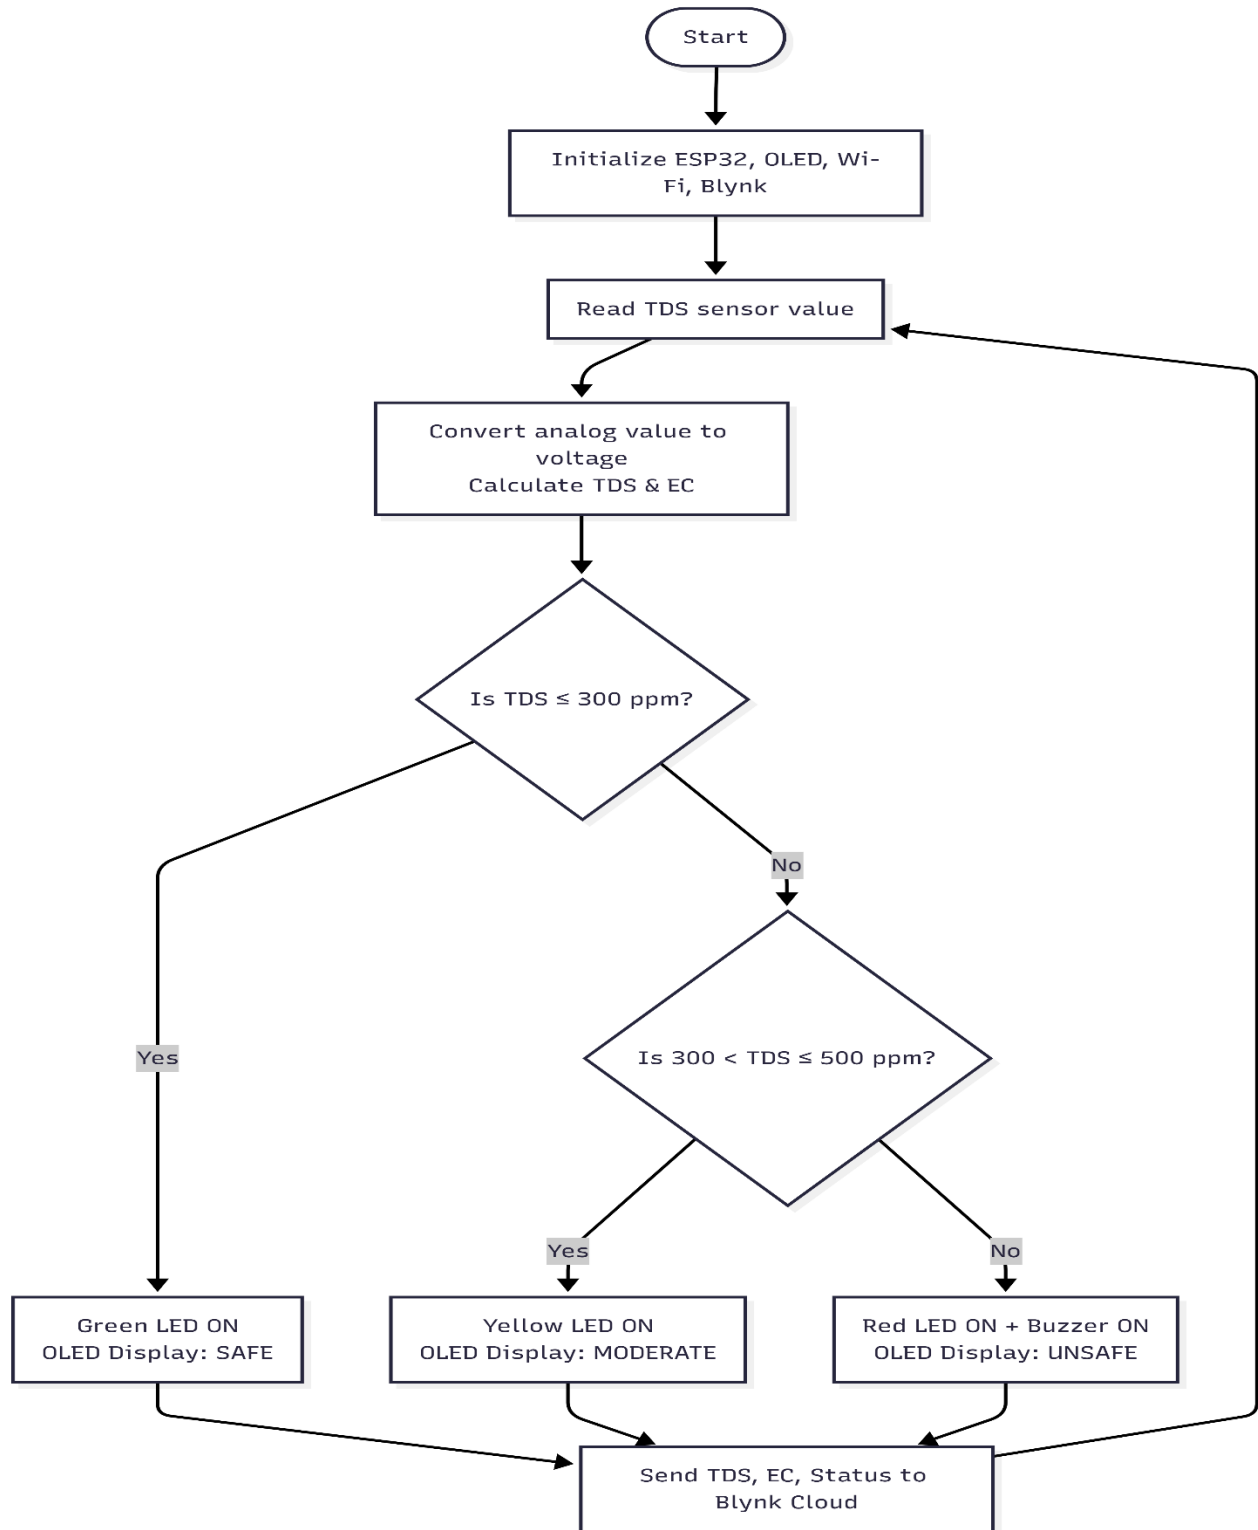 Start
Initialize ESP32, OLED, Wi-
Fi, Blynk
Read TDS sensor value
Convert analog value to
voltage
Calculate TDS & EC
Is TDS ≤ 300 ppm?
No
Yes
Is 300 < TDS ≤ 500 ppm?
Yes
No
Green LED ON
OLED Display: SAFE
Yellow LED ON
OLED Display: MODERATE
Red LED ON + Buzzer ON
OLED Display: UNSAFE
Send TDS, EC, Status to
Blynk Cloud